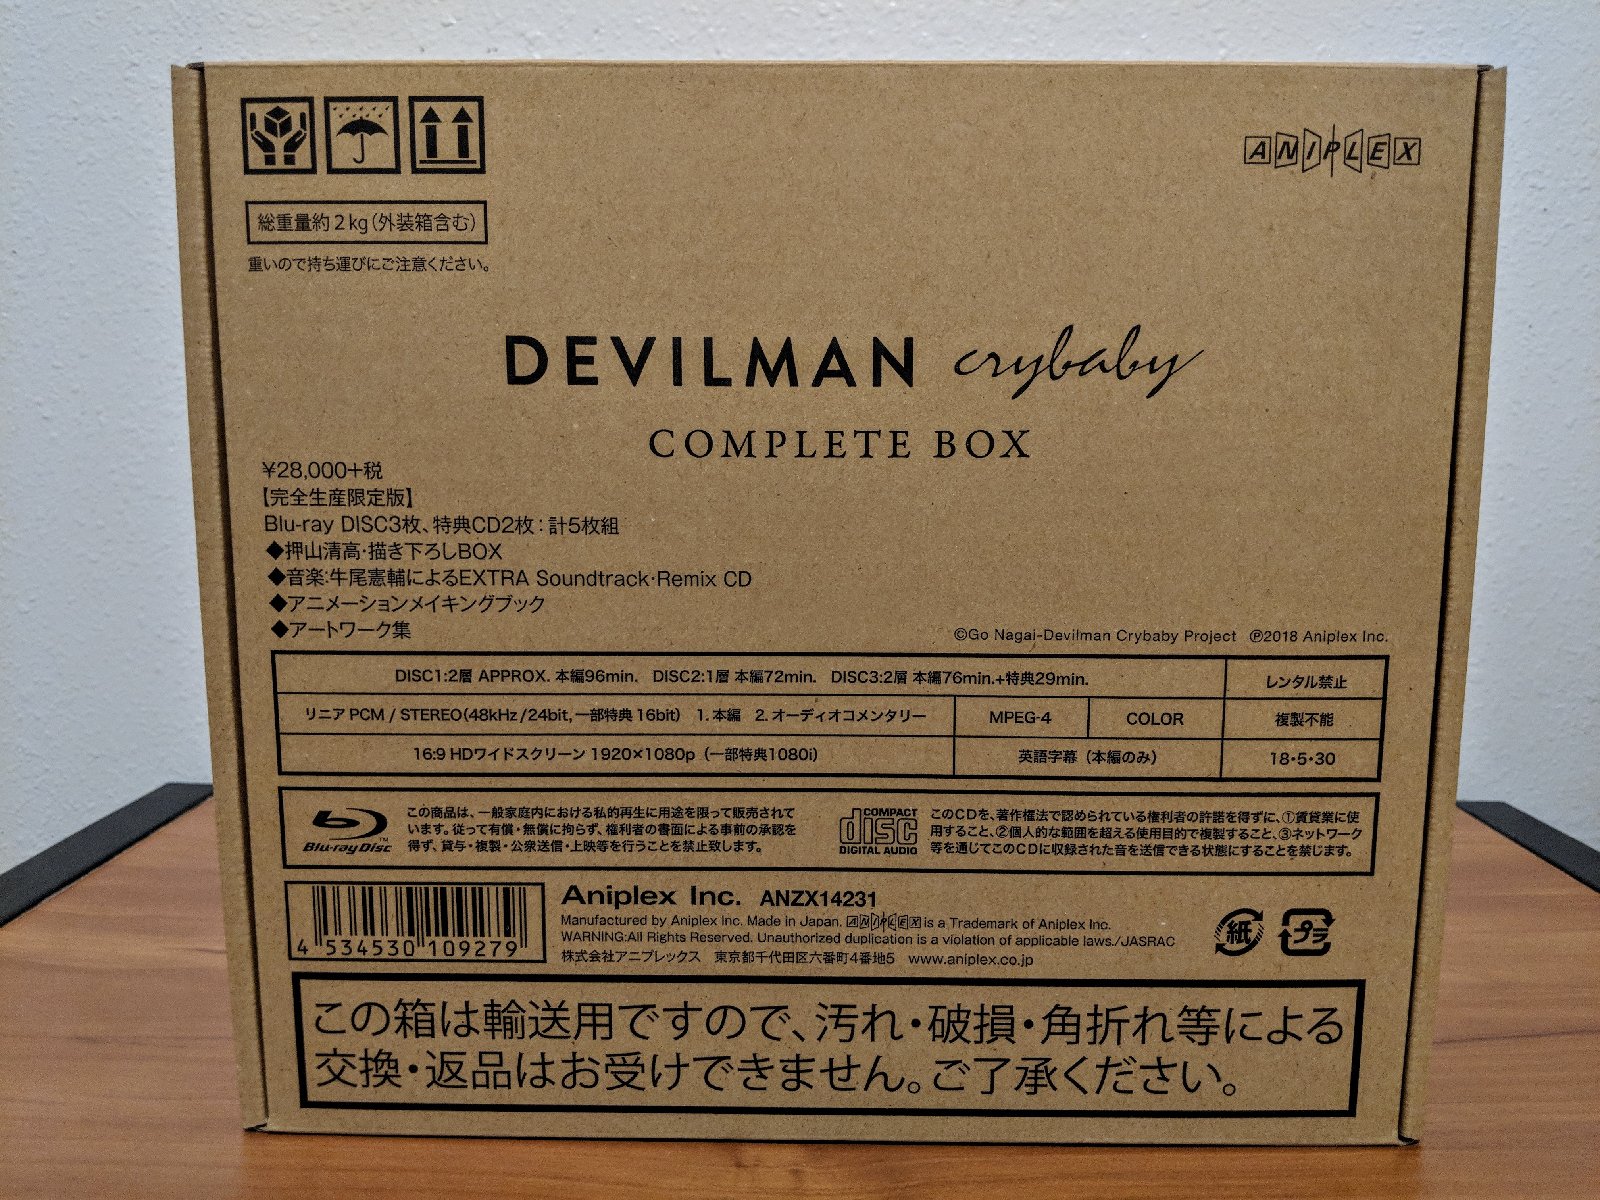 ANIPLEX
総重量約2kg(外装箱含む)
重いので持ち運びにご注意ください。
DEVILMAN crybaby
COMPLETE BOX
¥28,000+税
【完全生産限定版】
Blu-ray DISC3枚、特典CD2枚:計5枚組
◆押山清高・描き下ろしBOX
◆音楽:牛尾憲輔によるEXTRA Soundtrack・Remix CD
◆アニメーションメイキングブック
◆アートワーク集
©Go Nagai-Devilman Crybaby Project ℗2018 Aniplex Inc.
DISC1:2層 APPROX. 本編96min. DISC2:1層 本編72min. DISC3:2層 本編76min.+特典29min. レンタル禁止
リニアPCM / STEREO(48kHz/24bit,一部特典16bit) 1.本編 2.オーディオコメンタリー MPEG-4 COLOR 複製不能
16:9 HDワイドスクリーン 1920×1080p (一部特典1080i) 英語字幕(本編のみ) 18・5・30
Blu-ray Disc™
この商品は、一般家庭内における私的再生に用途を限って販売されて
います。従って有償・無償に拘らず、権利者の書面による事前の承認を
得ず、貸与・複製・公衆送信・上映等を行うことを禁止致します。
COMPACT
disc
DIGITAL AUDIO
このCDを、著作権法で認められている権利者の許諾を得ずに、①賃貸業に使
用すること、②個人的な範囲を超える使用目的で複製すること、③ネットワーク
等を通じてこのCDに収録された音を送信できる状態にすることを禁じます。
4 534530 109279
Aniplex Inc. ANZX14231
Manufactured by Aniplex Inc. Made in Japan. ANIPLEX is a Trademark of Aniplex Inc.
WARNING:All Rights Reserved. Unauthorized duplication is a violation of applicable laws./JASRAC
株式会社アニプレックス 東京都千代田区六番町4番地5 www.aniplex.co.jp
紙 プラ
この箱は輸送用ですので、汚れ・破損・角折れ等による
交換・返品はお受けできません。ご了承ください。